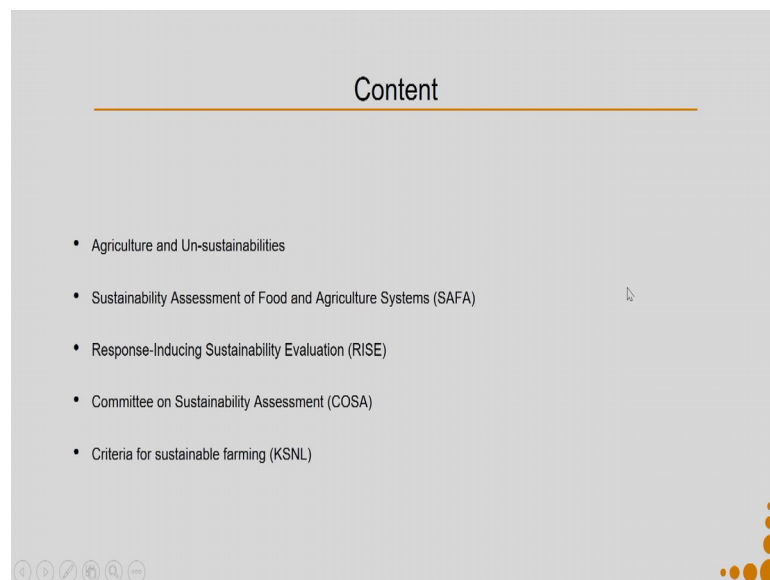 Content
• Agriculture and Un-sustainabilities
• Sustainability Assessment of Food and Agriculture Systems (SAFA)
• Response-Inducing Sustainability Evaluation (RISE)
• Committee on Sustainability Assessment (COSA)
• Criteria for sustainable farming (KSNL)